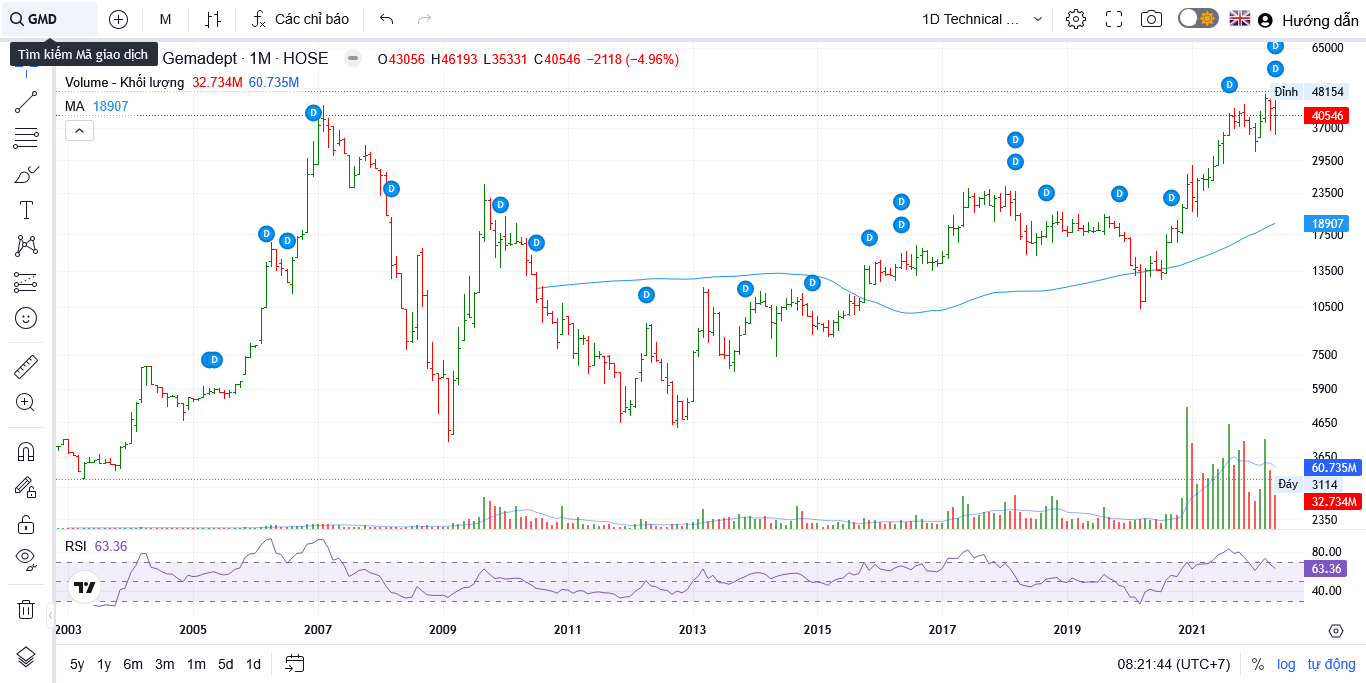 GMD M Các chỉ báo 1D Technical ... Hướng dẫn
Tìm kiếm Mã giao dịch
Gemadept · 1M · HOSE O43056 H46193 L35331 C40546 −2118 (−4.96%)
Volume - Khối lượng 32.734M 60.735M
MA 18907
65000
Đỉnh 48154
40546
37000
29500
23500
18907
17500
13500
10500
7500
5900
4650
3650
60.735M
Đáy 3114
32.734M
2350
D D D D D D D D D D D D D D D D D D D D D D
RSI 63.36
80.00
63.36
40.00
2003 2005 2007 2009 2011 2013 2015 2017 2019 2021
5y 1y 6m 3m 1m 5d 1d 08:21:44 (UTC+7) % log tự động